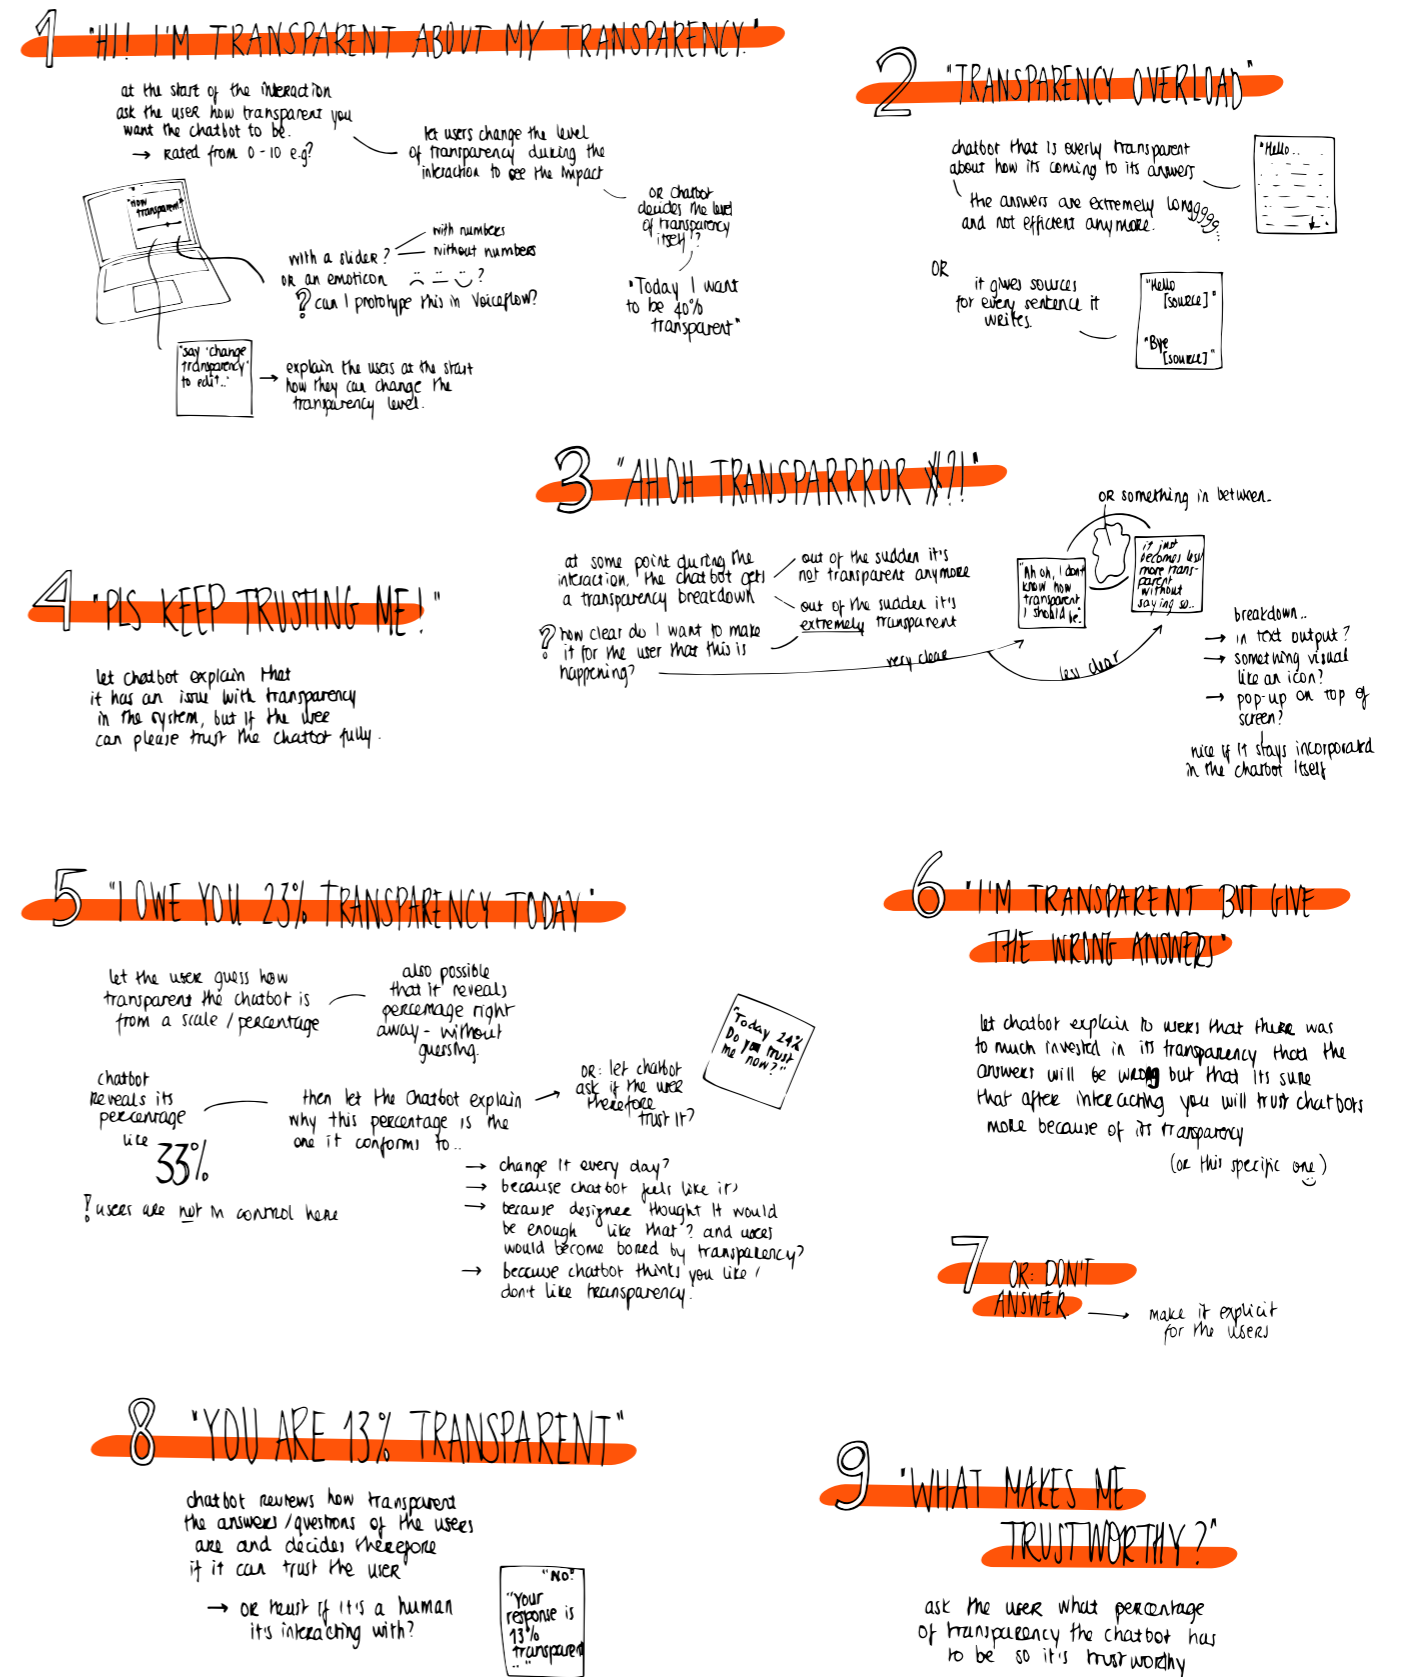 1 "HI! I'M TRANSPARENT ABOUT MY TRANSPARENCY."
at the start of the interaction
ask the user how transparent you
want the chatbot to be.
→ Rated from 0-10 e.g?
let users change the level
of transparency during the
interaction to see the impact
OR chatbot
decides the level
of transparency
itself?
"Today I want
to be 40%
transparent"
"How
transparent?"
with a slider?
with numbers
without numbers
OR an emoticon ?
? can I prototype this in Voiceflow?
"say 'change
transparency'
to edit.."
→ explain the users at the start
how they can change the
transparency level.
2 "TRANSPARENCY OVERLOAD"
chatbot that is overly transparent
about how its coming to its answers
the answers are extremely longgggg
and not efficient anymore.
"Hello..
OR
it gives sources
for every sentence it
writes.
"Hello
[source]"
"Bye
[source]"
3 "AHOH TRANSPARRROR X?!"
at some point during the
interaction, the chatbot gets
a transparency breakdown
out of the sudden it's
not transparent anymore
out of the sudden it's
extremely transparent
? how clear do I want to make
it for the user that this is
happening?
very clear
less clear
"Ah oh, I don't
know how
transparent
I should be"
OR something in between..
it just
becomes less/
more trans-
parent
without
saying so..
breakdown..
→ in text output?
→ something visual
like an icon?
→ pop-up on top of
screen?
nice if it stays incorporated
in the chatbot itself
4 "PLS KEEP TRUSTING ME!"
let chatbot explain that
it has an issue with transparency
in the system, but if the user
can please trust the chatbot fully.
5 "I OWE YOU 23% TRANSPARENCY TODAY"
let the user guess how
transparent the chatbot is
from a scale/percentage
also possible
that it reveals
percentage right
away - without
guessing.
chatbot
reveals its
percentage
like
33%
then let the chatbot explain
why this percentage is the
one it conforms to..
OR: let chatbot
ask if the user
therefore
trust it?
"Today 24%
Do you trust
me now?"
! users are not in control here
→ change it every day?
→ because chatbot feels like it?
→ because designer thought it would
be enough like that? and users
would become bored by transparency?
→ because chatbot thinks you like/
don't like transparency.
6 "I'M TRANSPARENT BUT GIVE
THE WRONG ANSWERS"
let chatbot explain to users that there was
to much invested in its transparency that the
answers will be wrong but that its sure
that after interacting you will trust chatbots
more because of its transparency
(or this specific one)
7 OR: DON'T
ANSWER.
→ make it explicit
for the users
8 "YOU ARE 13% TRANSPARENT"
chatbot reviews how transparent
the answers/questions of the users
are and decides therefore
if it can trust the user
→ OR trust if it's a human
it's interacting with?
"No."
"Your
response is
13%
transparent
.."
9 "WHAT MAKES ME
TRUSTWORTHY?"
ask the user what percentage
of transparency the chatbot has
to be so it's trustworthy